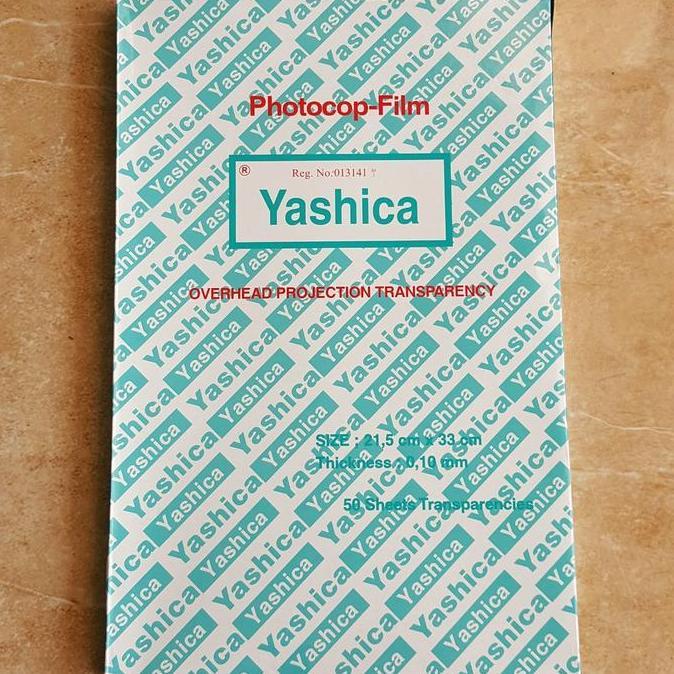 Photocop-Film
® Reg. No:013141
Yashica
OVERHEAD PROJECTION TRANSPARENCY
SIZE : 21,5 cm x 33 cm
Thickness : 0,10 mm
50 Sheets Transparencies